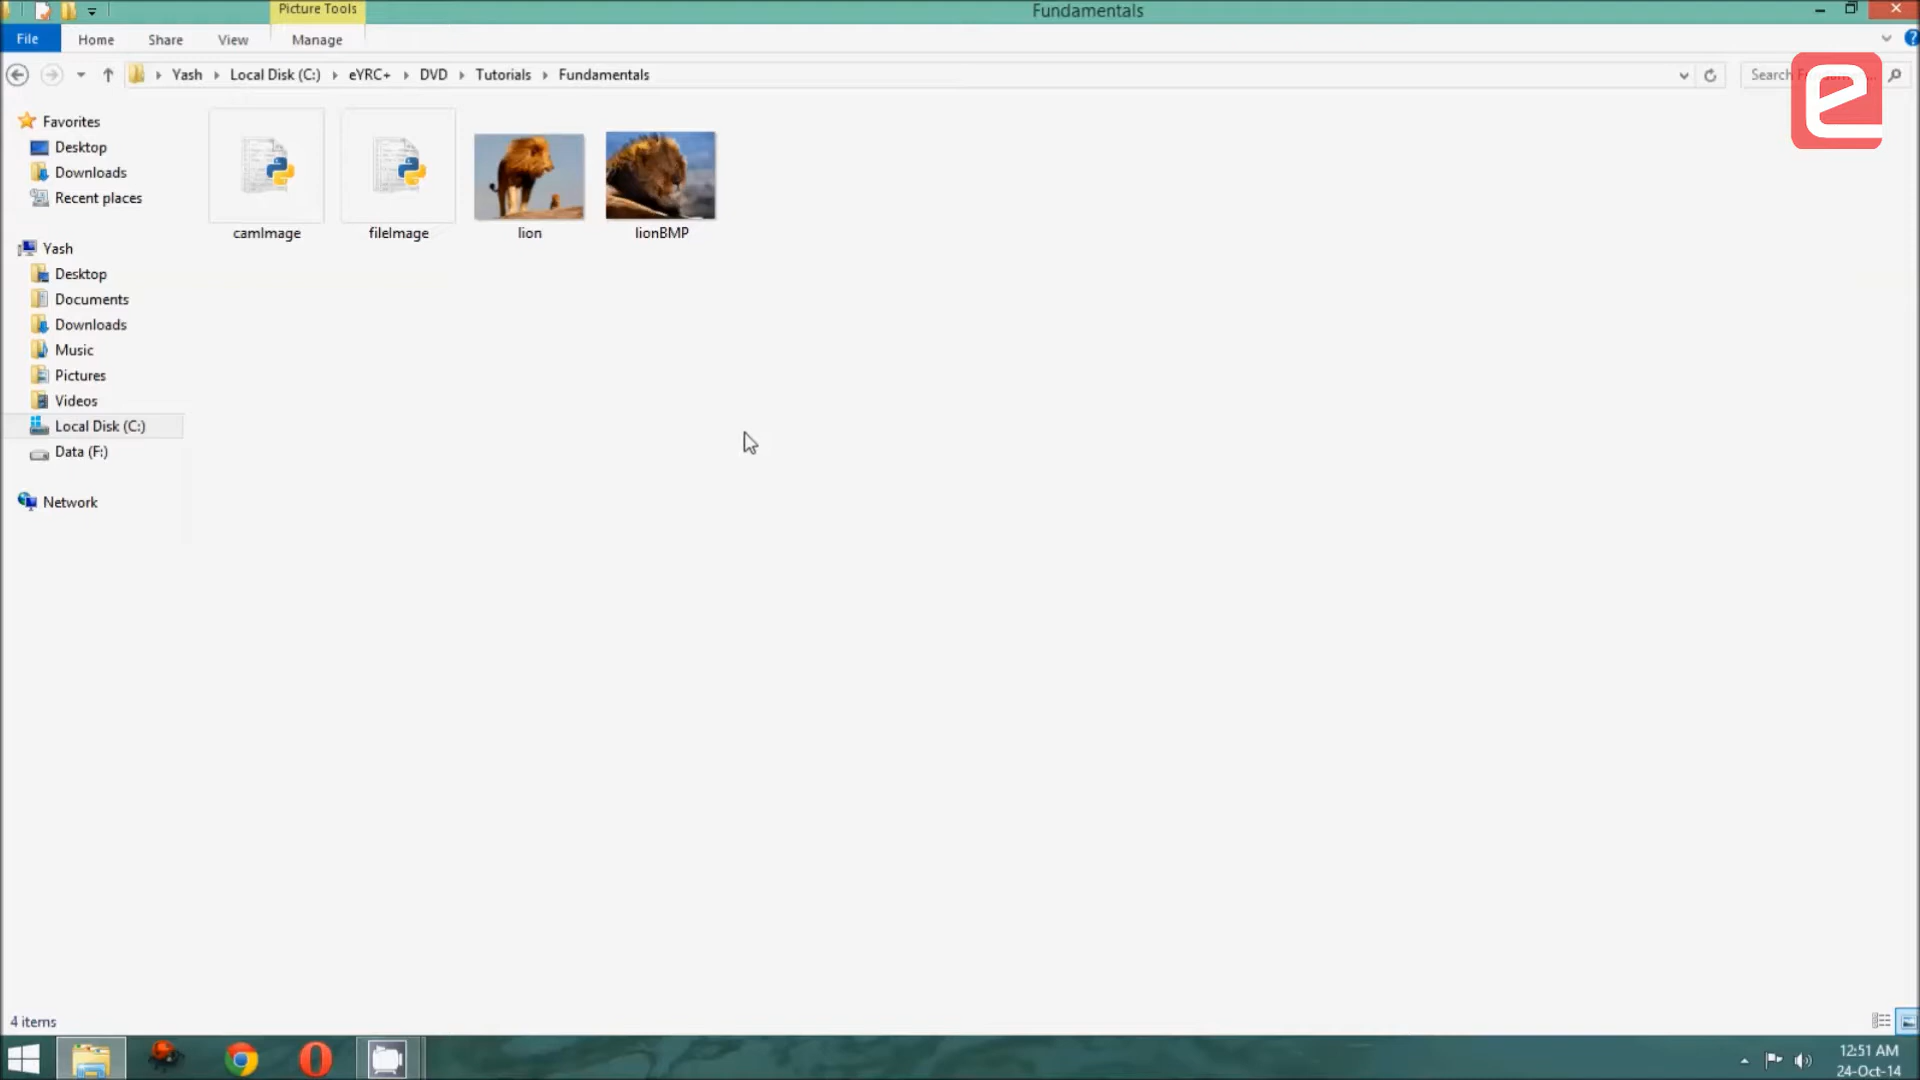 Picture Tools
Fundamentals
File
Home
Share
View
Manage
Yash
Local Disk (C:)
eYRC+
DVD
Tutorials
Fundamentals
Search
Favorites
Desktop
Downloads
Recent places
Yash
Desktop
Documents
Downloads
Music
Pictures
Videos
Local Disk (C:)
Data (F:)
Network
camImage
fileImage
lion
lionBMP
4 items
12:51 AM
24-Oct-14